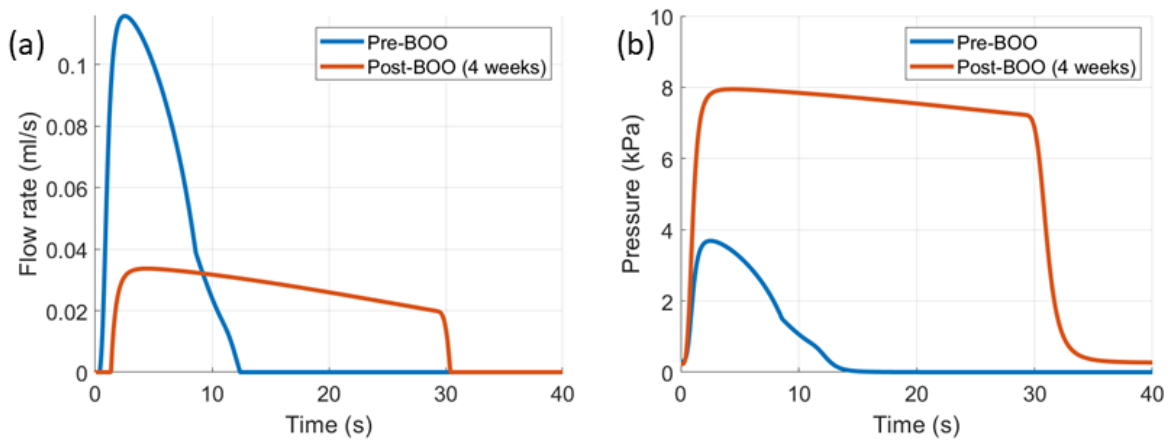 (a)
Pre-BOO
Post-BOO (4 weeks)
Flow rate (ml/s)
0.1
0.08
0.06
0.04
0.02
0
0 10 20 30 40
Time (s)
(b)
Pre-BOO
Post-BOO (4 weeks)
Pressure (kPa)
10
8
6
4
2
0
0 10 20 30 40
Time (s)